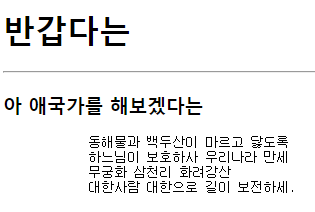 반갑다는
아 애국가를 해보겠다는
동해물과 백두산이 마르고 닳도록
하느님이 보호하사 우리나라 만세
무궁화 삼천리 화려강산
대한사람 대한으로 길이 보전하세.